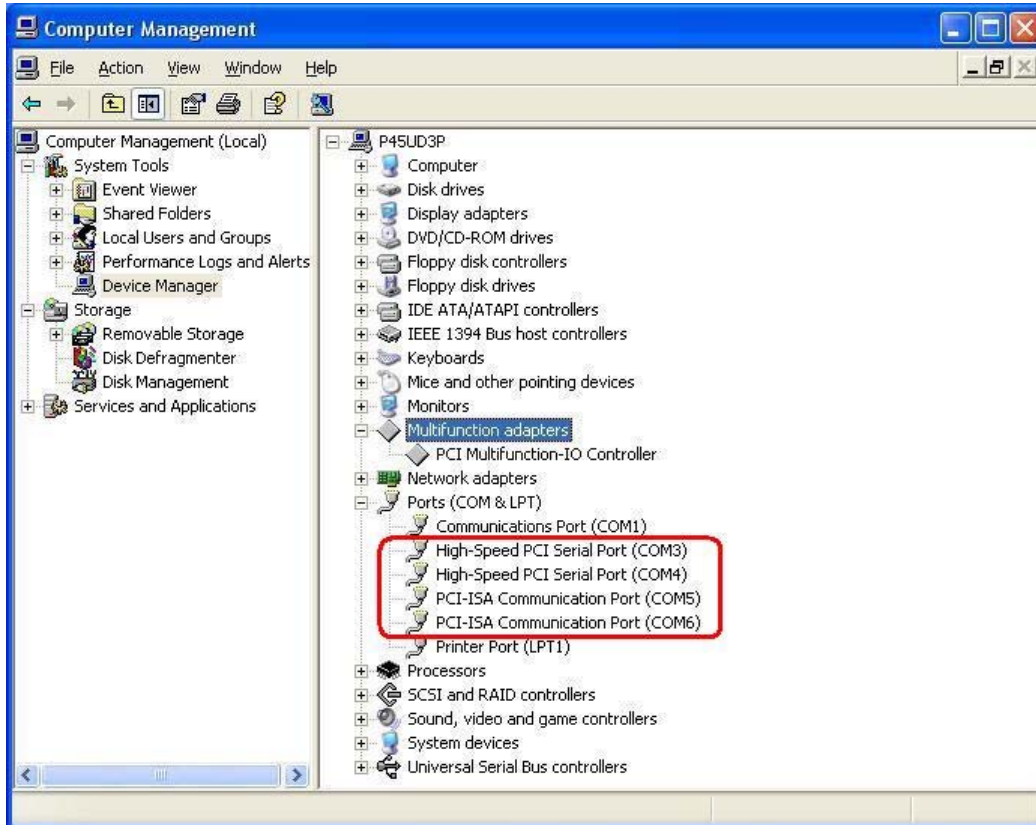 Computer Management
File Action View Window Help
Computer Management (Local)
System Tools
Event Viewer
Shared Folders
Local Users and Groups
Performance Logs and Alerts
Device Manager
Storage
Removable Storage
Disk Defragmenter
Disk Management
Services and Applications
P45UD3P
Computer
Disk drives
Display adapters
DVD/CD-ROM drives
Floppy disk controllers
Floppy disk drives
IDE ATA/ATAPI controllers
IEEE 1394 Bus host controllers
Keyboards
Mice and other pointing devices
Monitors
Multifunction adapters
PCI Multifunction-IO Controller
Network adapters
Ports (COM & LPT)
Communications Port (COM1)
High-Speed PCI Serial Port (COM3)
High-Speed PCI Serial Port (COM4)
PCI-ISA Communication Port (COM5)
PCI-ISA Communication Port (COM6)
Printer Port (LPT1)
Processors
SCSI and RAID controllers
Sound, video and game controllers
System devices
Universal Serial Bus controllers